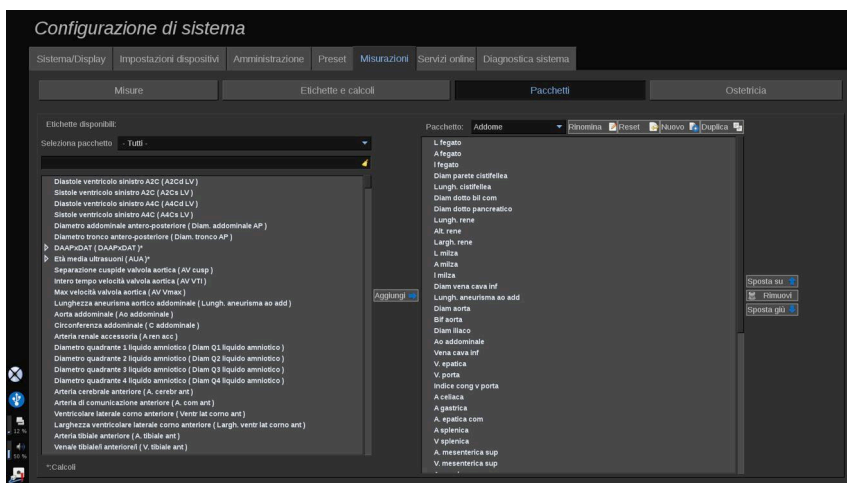 Configurazione di sistema
Sistema/Display Impostazioni dispositivi Amministrazione Preset Misurazioni Servizi online Diagnostica sistema
Misure Etichette e calcoli Pacchetti Ostetricia
Etichette disponibili:
Seleziona pacchetto - Tutti -
Diastole ventricolo sinistro A2C ( A2Cd LV )
Sistole ventricolo sinistro A2C ( A2Cs LV )
Diastole ventricolo sinistro A4C ( A4Cd LV )
Sistole ventricolo sinistro A4C ( A4Cs LV )
Diametro addominale antero-posteriore ( Diam. addominale AP )
Diametro tronco antero-posteriore ( Diam. tronco AP )
DAAPxDAT ( DAAPxDAT )*
Età media ultrasuoni ( AUA )*
Separazione cuspide valvola aortica ( AV cusp )
Intero tempo velocità valvola aortica ( AV VTI )
Max velocità valvola aortica ( AV Vmax )
Lunghezza aneurisma aortico addominale ( Lungh. aneurisma ao add )
Aorta addominale ( Ao addominale )
Circonferenza addominale ( C addominale )
Arteria renale accessoria ( A ren acc )
Diametro quadrante 1 liquido amniotico ( Diam Q1 liquido amniotico )
Diametro quadrante 2 liquido amniotico ( Diam Q2 liquido amniotico )
Diametro quadrante 3 liquido amniotico ( Diam Q3 liquido amniotico )
Diametro quadrante 4 liquido amniotico ( Diam Q4 liquido amniotico )
Arteria cerebrale anteriore ( A. cerebr ant )
Arteria di comunicazione anteriore ( A. com ant )
Ventricolare laterale corno anteriore ( Ventr lat corno ant )
Larghezza ventricolare laterale corno anteriore ( Largh. ventr lat corno ant )
Arteria tibiale anteriore ( A. tibiale ant )
Vena/e tibiale/i anteriore/i ( V. tibiale ant )
*:Calcoli
Aggiungi
Pacchetto: Addome Rinomina Reset Nuovo Duplica
L fegato
A fegato
I fegato
Diam parete cistifellea
Lungh. cistifellea
Diam dotto bil com
Diam dotto pancreatico
Lungh. rene
Alt. rene
Largh. rene
L milza
A milza
I milza
Diam vena cava inf
Lungh. aneurisma ao add
Diam aorta
Bif aorta
Diam iliaco
Ao addominale
Vena cava inf
V. epatica
V. porta
Indice cong v porta
A celiaca
A gastrica
A. epatica com
A splenica
V splenica
A. mesenterica sup
V. mesenterica sup
Sposta su
Rimuovi
Sposta giù
12 %
50 %